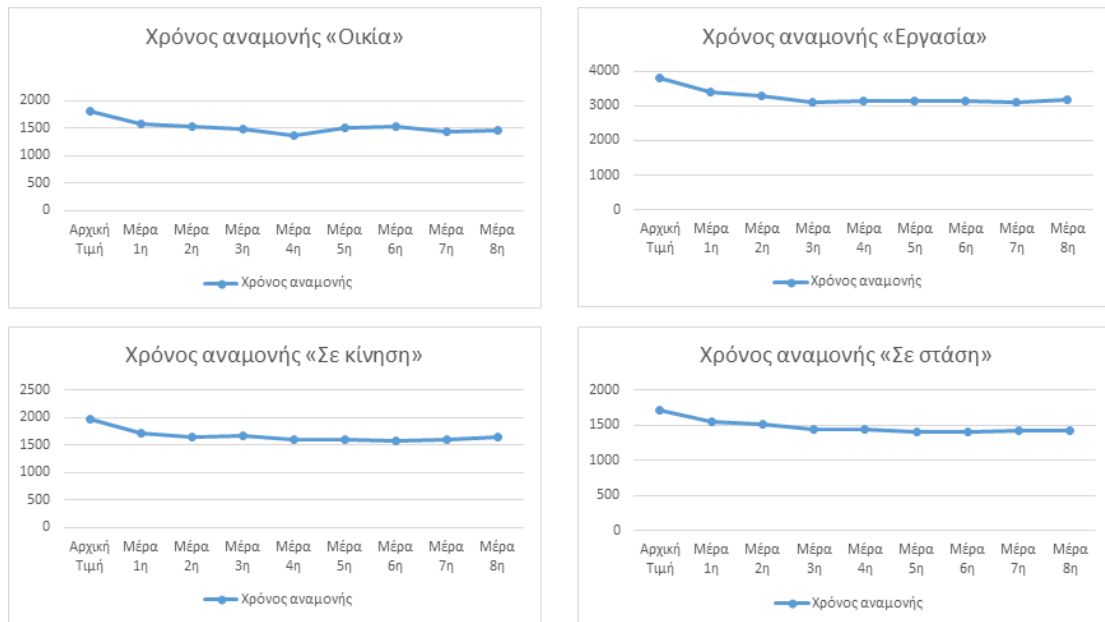 Χρόνος αναμονής «Οικία»
2000
1500
1000
500
0
Αρχική Μέρα Μέρα Μέρα Μέρα Μέρα Μέρα Μέρα Μέρα
Τιμή 1η 2η 3η 4η 5η 6η 7η 8η
Χρόνος αναμονής
Χρόνος αναμονής «Εργασία»
4000
3000
2000
1000
0
Αρχική Μέρα Μέρα Μέρα Μέρα Μέρα Μέρα Μέρα Μέρα
Τιμή 1η 2η 3η 4η 5η 6η 7η 8η
Χρόνος αναμονής
Χρόνος αναμονής «Σε κίνηση»
2500
2000
1500
1000
500
0
Αρχική Μέρα Μέρα Μέρα Μέρα Μέρα Μέρα Μέρα Μέρα
Τιμή 1η 2η 3η 4η 5η 6η 7η 8η
Χρόνος αναμονής
Χρόνος αναμονής «Σε στάση»
2000
1500
1000
500
0
Αρχική Μέρα Μέρα Μέρα Μέρα Μέρα Μέρα Μέρα Μέρα
Τιμή 1η 2η 3η 4η 5η 6η 7η 8η
Χρόνος αναμονής